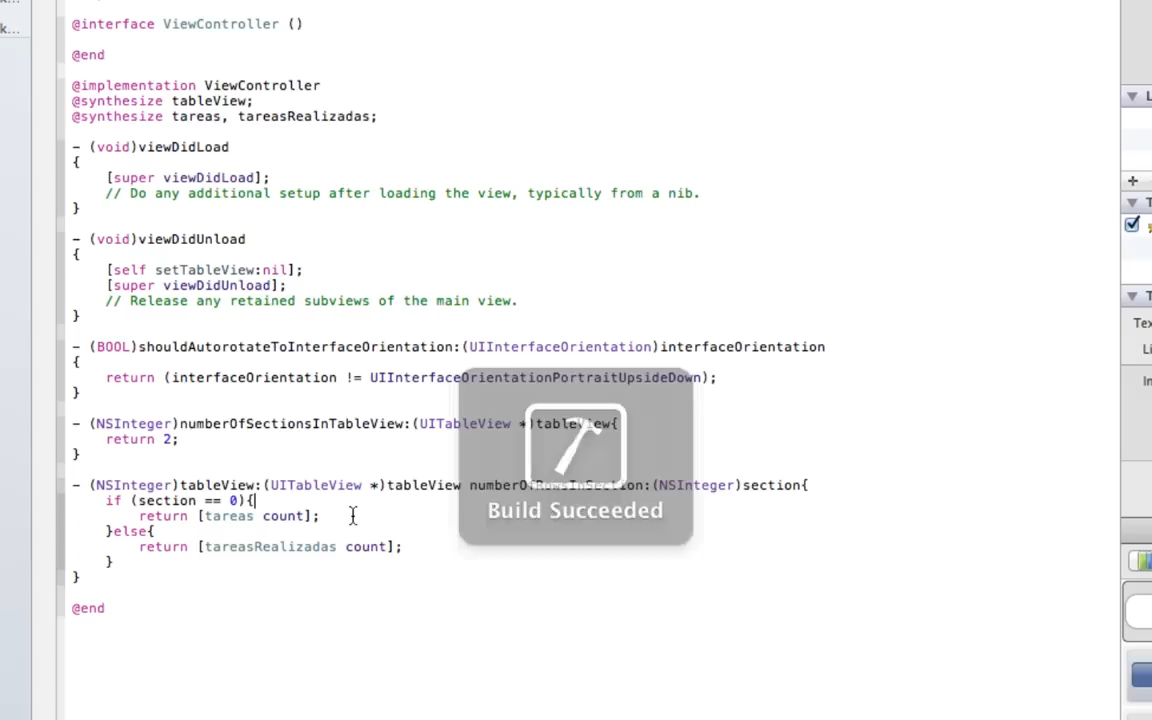 k...
@interface ViewController ()
@end
@implementation ViewController
@synthesize tableView;
@synthesize tareas, tareasRealizadas;
- (void)viewDidLoad
{
[super viewDidLoad];
// Do any additional setup after loading the view, typically from a nib.
}
- (void)viewDidUnload
{
[self setTableView:nil];
[super viewDidUnload];
// Release any retained subviews of the main view.
}
- (BOOL)shouldAutorotateToInterfaceOrientation:(UIInterfaceOrientation)interfaceOrientation
{
return (interfaceOrientation != UIInterfaceOrientationPortraitUpsideDown);
}
- (NSInteger)numberOfSectionsInTableView:(UITableView *)tableView{
return 2;
}
- (NSInteger)tableView:(UITableView *)tableView numberOfRowsInSection:(NSInteger)section{
if (section == 0){
return [tareas count];
}else{
return [tareasRealizadas count];
}
}
@end
Build Succeeded
L
T
T
Tex
Li
In